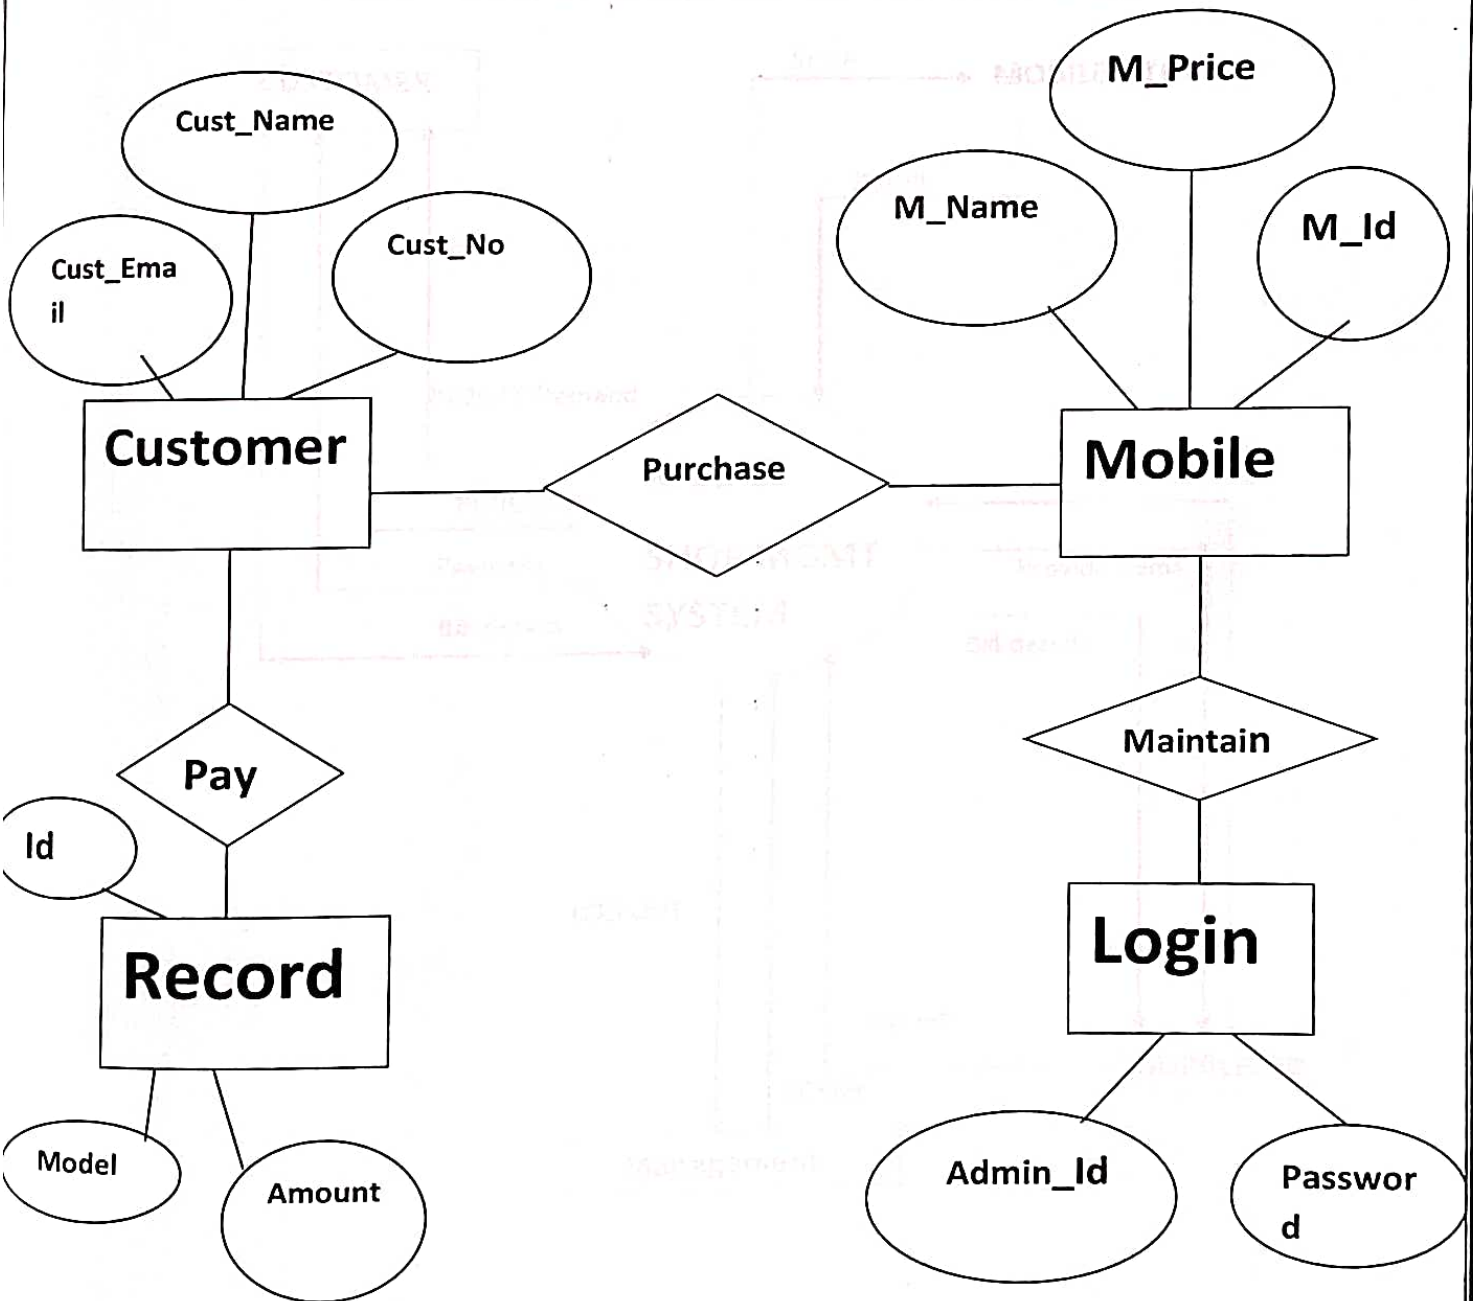 M_Price
Cust_Name
M_Name
M_Id
Cust_No
Cust_Ema
il
Customer
Purchase
Mobile
Maintain
Pay
Id
Record
Login
Model
Amount
Admin_Id
Passwor
d